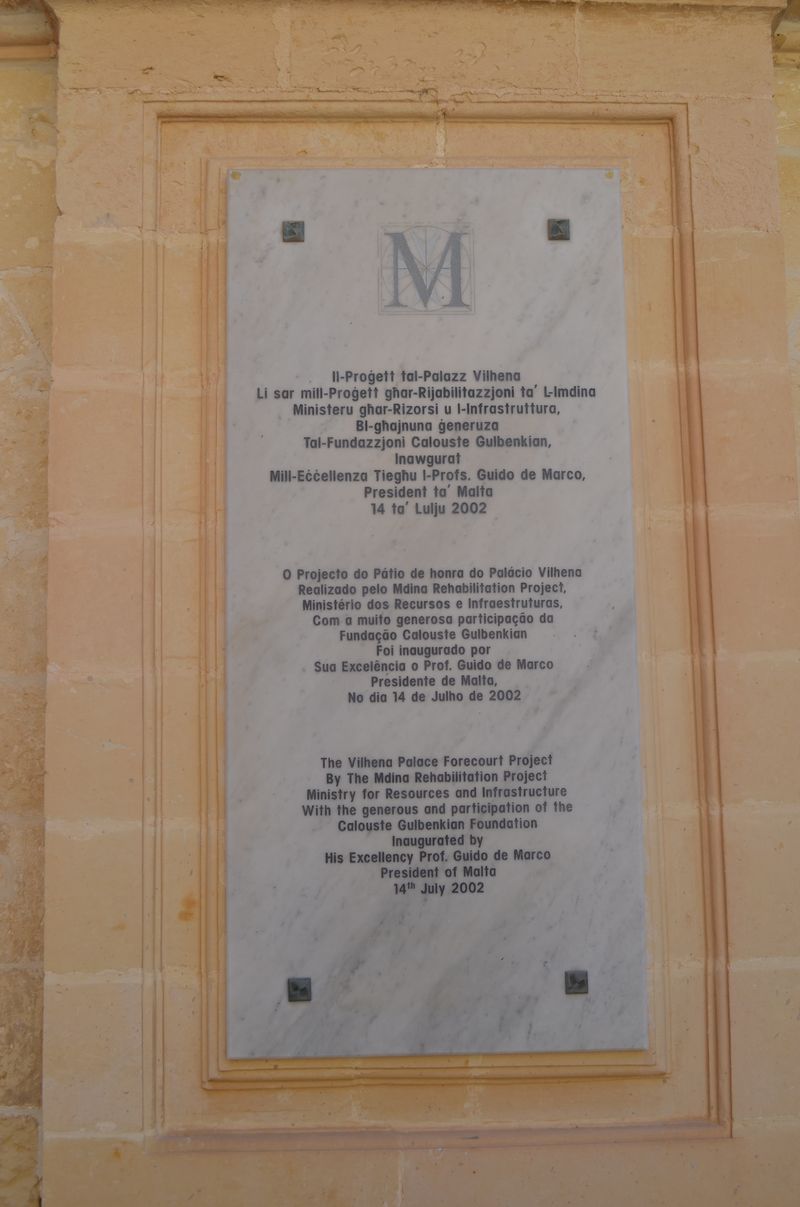 M
Il-Proġett tal-Palazz Vilhena
Li sar mill-Proġett għar-Rijabilitazzjoni ta' L-Imdina
Ministeru għar-Rizorsi u l-Infrastruttura,
Bl-għajnuna ġeneruza
Tal-Fundazzjoni Calouste Gulbenkian,
Inawgurat
Mill-Eċċellenza Tiegħu l-Profs. Guido de Marco,
President ta' Malta
14 ta' Lulju 2002
O Projecto do Pátio de honra do Palácio Vilhena
Realizado pelo Mdina Rehabilitation Project,
Ministério dos Recursos e Infraestruturas,
Com a muito generosa participação da
Fundação Calouste Gulbenkian
Foi inaugurado por
Sua Excelência o Prof. Guido de Marco
Presidente de Malta,
No dia 14 de Julho de 2002
The Vilhena Palace Forecourt Project
By The Mdina Rehabilitation Project
Ministry for Resources and Infrastructure
With the generous and participation of the
Calouste Gulbenkian Foundation
Inaugurated by
His Excellency Prof. Guido de Marco
President of Malta
14th July 2002